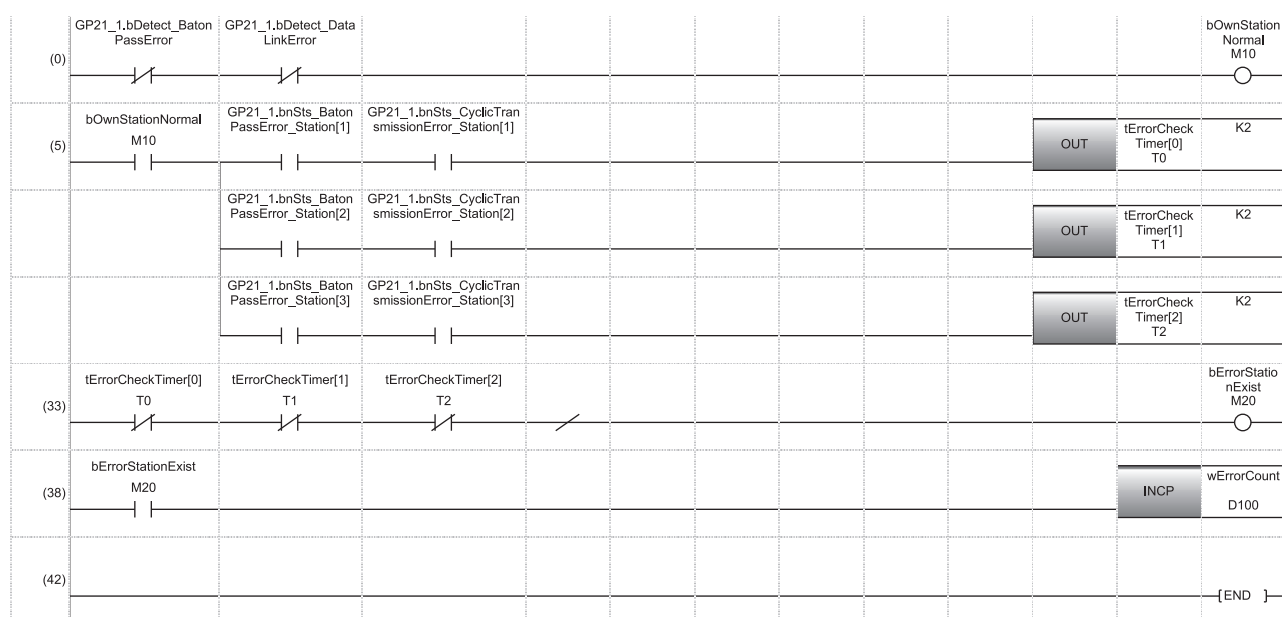 GP21_1.bDetect_Baton GP21_1.bDetect_Data bOwnStation
PassError LinkError Normal
(0) M10
bOwnStationNormal GP21_1.bnSts_Baton GP21_1.bnSts_CyclicTran
PassError_Station[1] smissionError_Station[1] tErrorCheck K2
(5) M10 OUT Timer[0]
T0
GP21_1.bnSts_Baton GP21_1.bnSts_CyclicTran
PassError_Station[2] smissionError_Station[2] tErrorCheck K2
OUT Timer[1]
T1
GP21_1.bnSts_Baton GP21_1.bnSts_CyclicTran
PassError_Station[3] smissionError_Station[3] tErrorCheck K2
OUT Timer[2]
T2
tErrorCheckTimer[0] tErrorCheckTimer[1] tErrorCheckTimer[2] bErrorStatio
nExist
(33) T0 T1 T2 M20
bErrorStationExist wErrorCount
(38) M20 INCP D100
(42)
[END ]